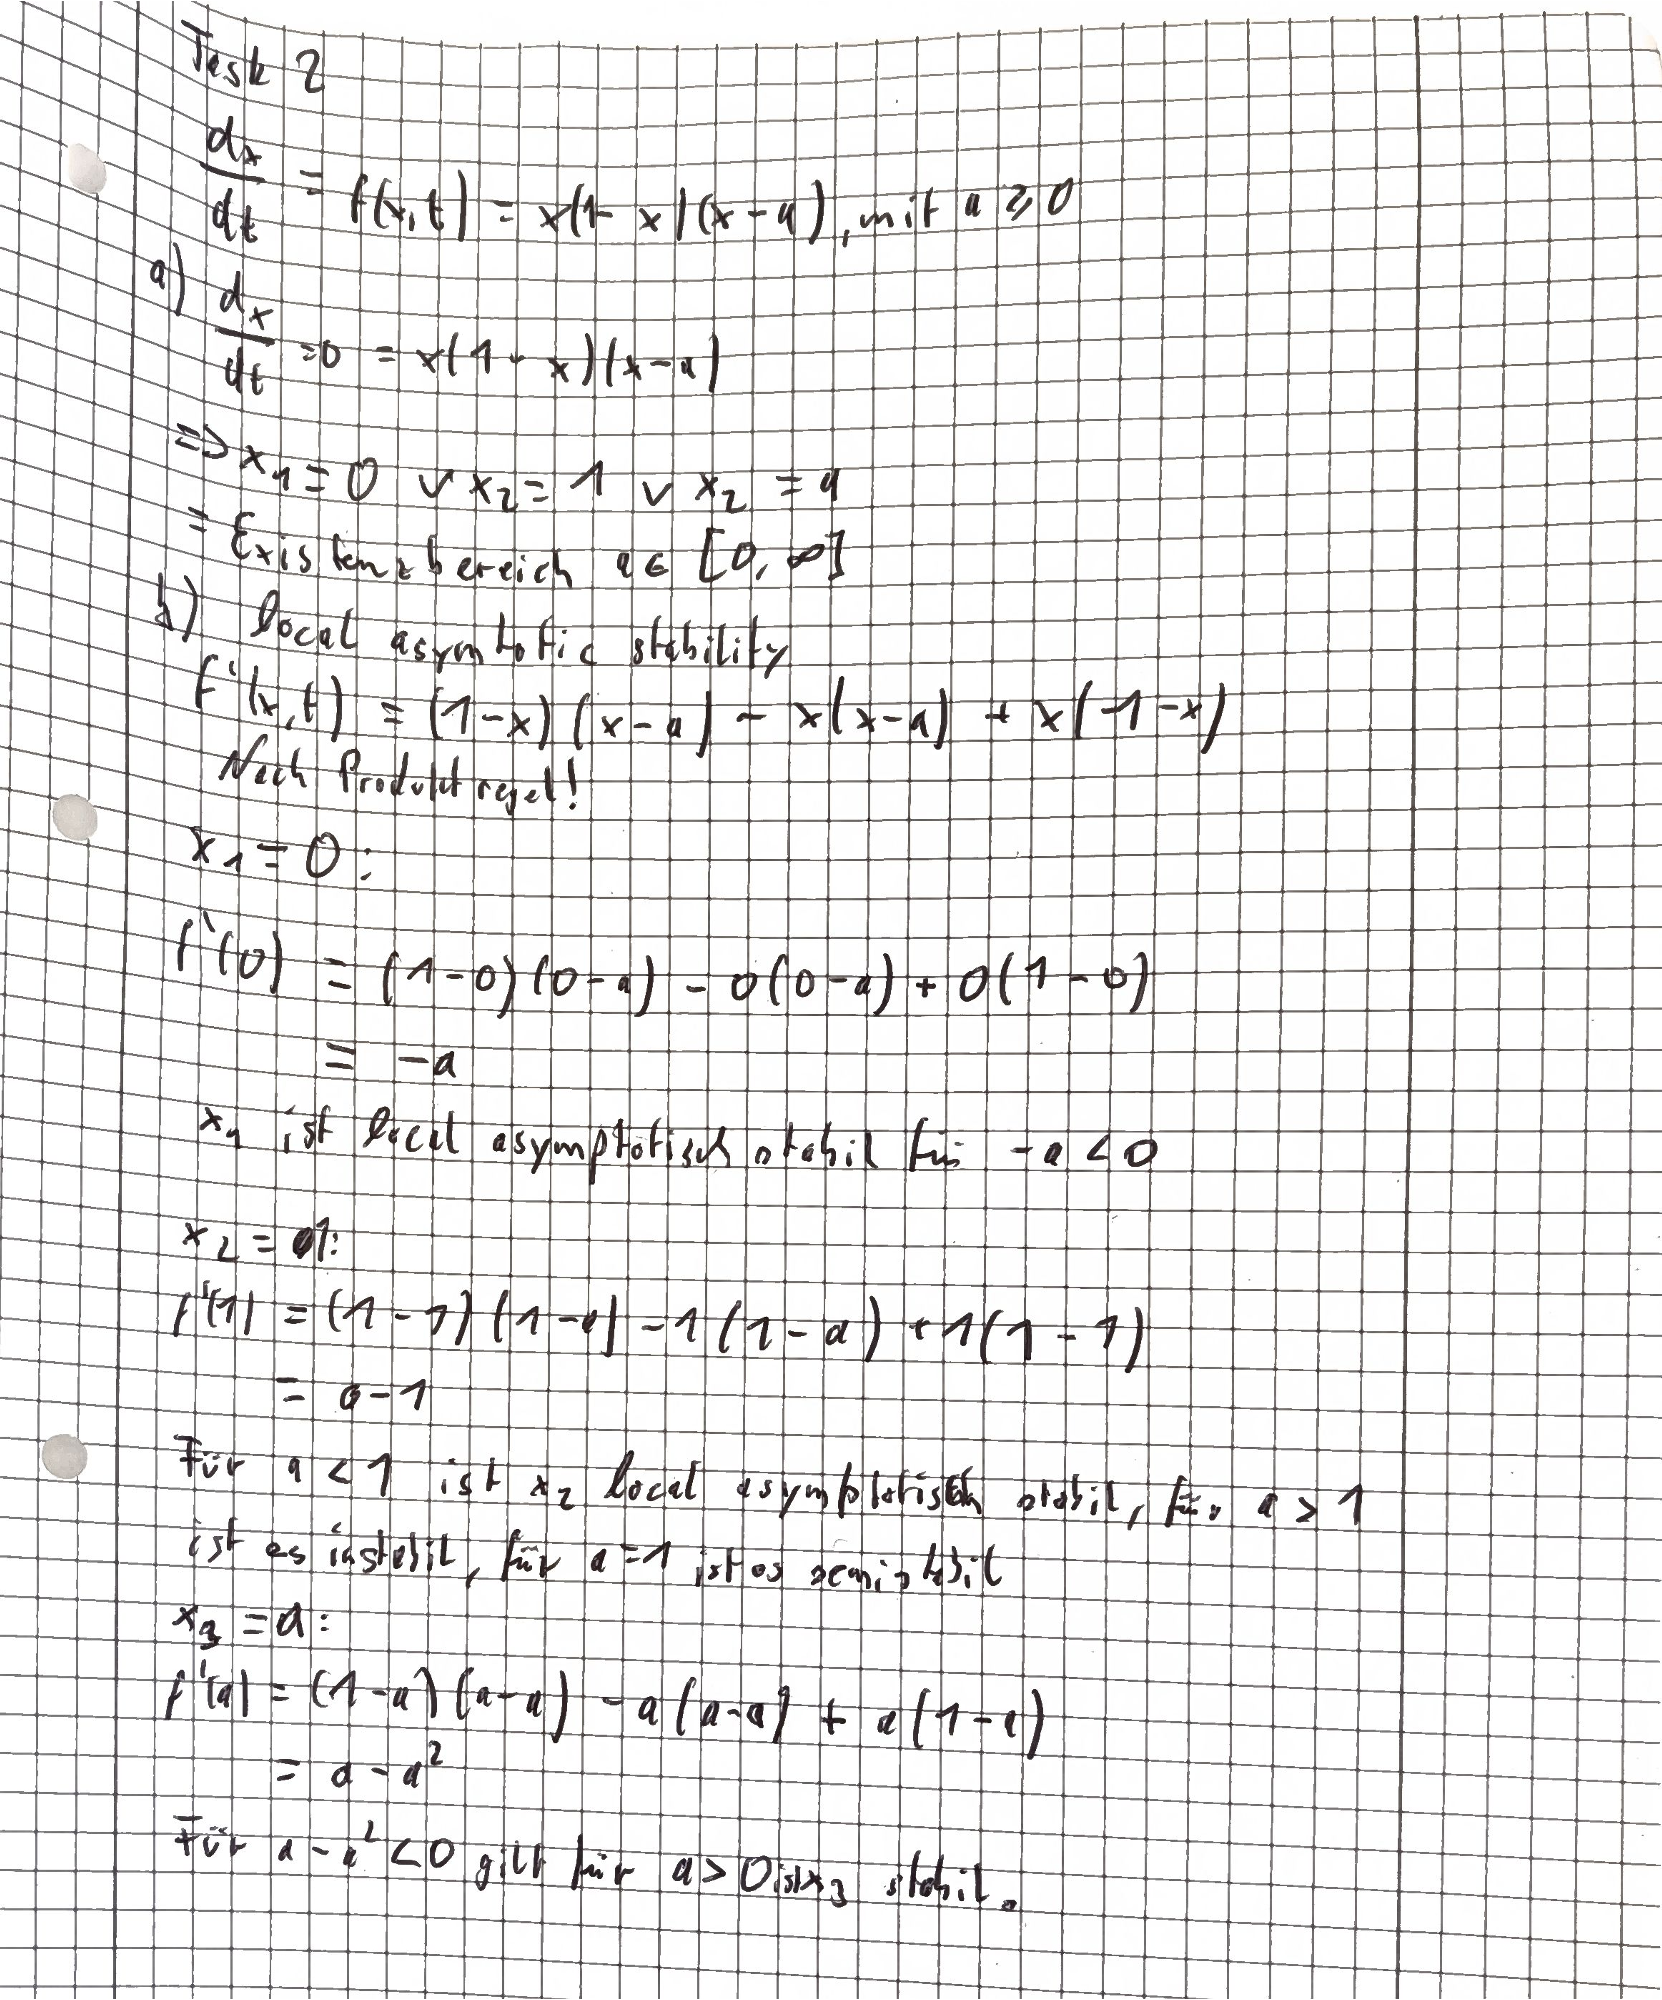 Task 2
dx/dt = f(x,t) = x(1-x)(x-a), mit a ≥ 0
a) dx/dt =0 = x(1-x)(x-a)
=> x₁=0 ∨ x₂=1 ∨ x₂ =a
= Existenzbereich a∈ [0,∞]
b) local asymtotic stability
f'(x,t) = (1-x)(x-a) - x(x-a) + x(-1-x)
Nach Produktregel!
x₁=0:
f'(0) = (1-0)(0-a) - 0(0-a) + 0(1-0)
= -a
x₁ ist local asymptotisch stabil für -a<0
x₂ = 1:
f'(1) = (1-1)(1-a) - 1(1-a) + 1(1-1)
= a-1
Für a<1 ist x₂ local asymptotisch stabil, für a>1
ist es instabil, für a=1 ist es semistabil
x₃ = a:
f'(a) = (1-a)(a-a) - a(a-a) + a(1-a)
= a-a²
Für a-a²<0 gilt für a>0 ist x₃ stabil.